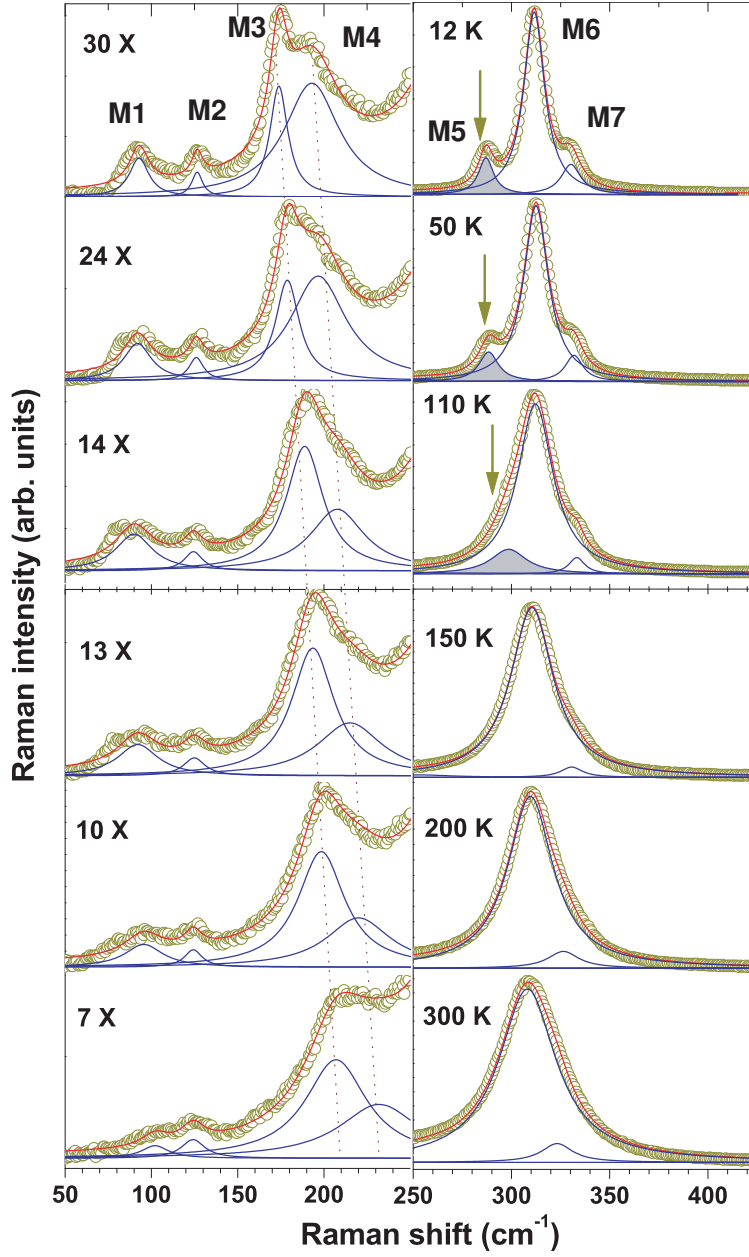 M3 M4 30 X M1 M2
12 K M6 M5 M7
24 X
50 K
14 X
110 K
13 X
150 K
10 X
200 K
7 X
300 K
50 100 150 200 250 300 350 400
Raman shift (cm-1)
Raman intensity (arb. units)